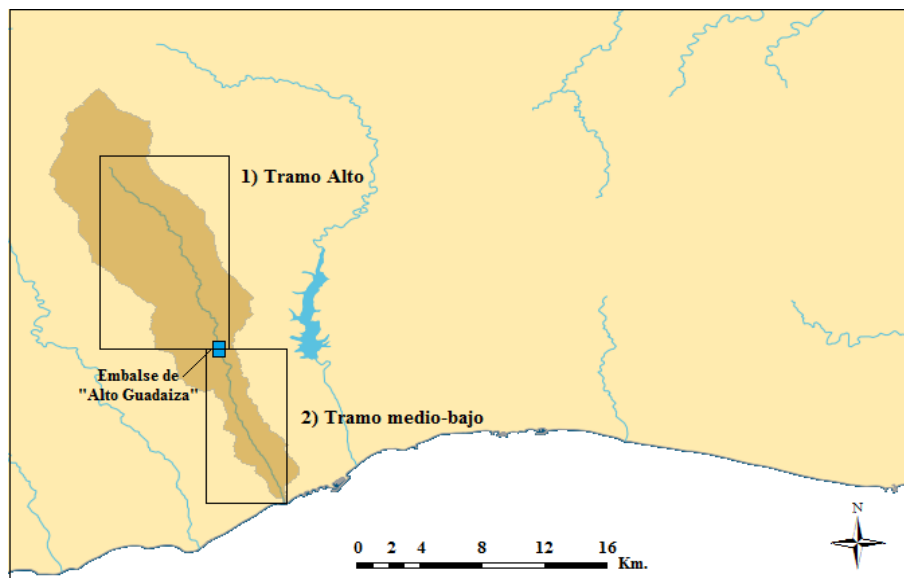 1) Tramo Alto
Embalse de
"Alto Guadaiza"
2) Tramo medio-bajo
N
0 2 4 8 12 16
Km.